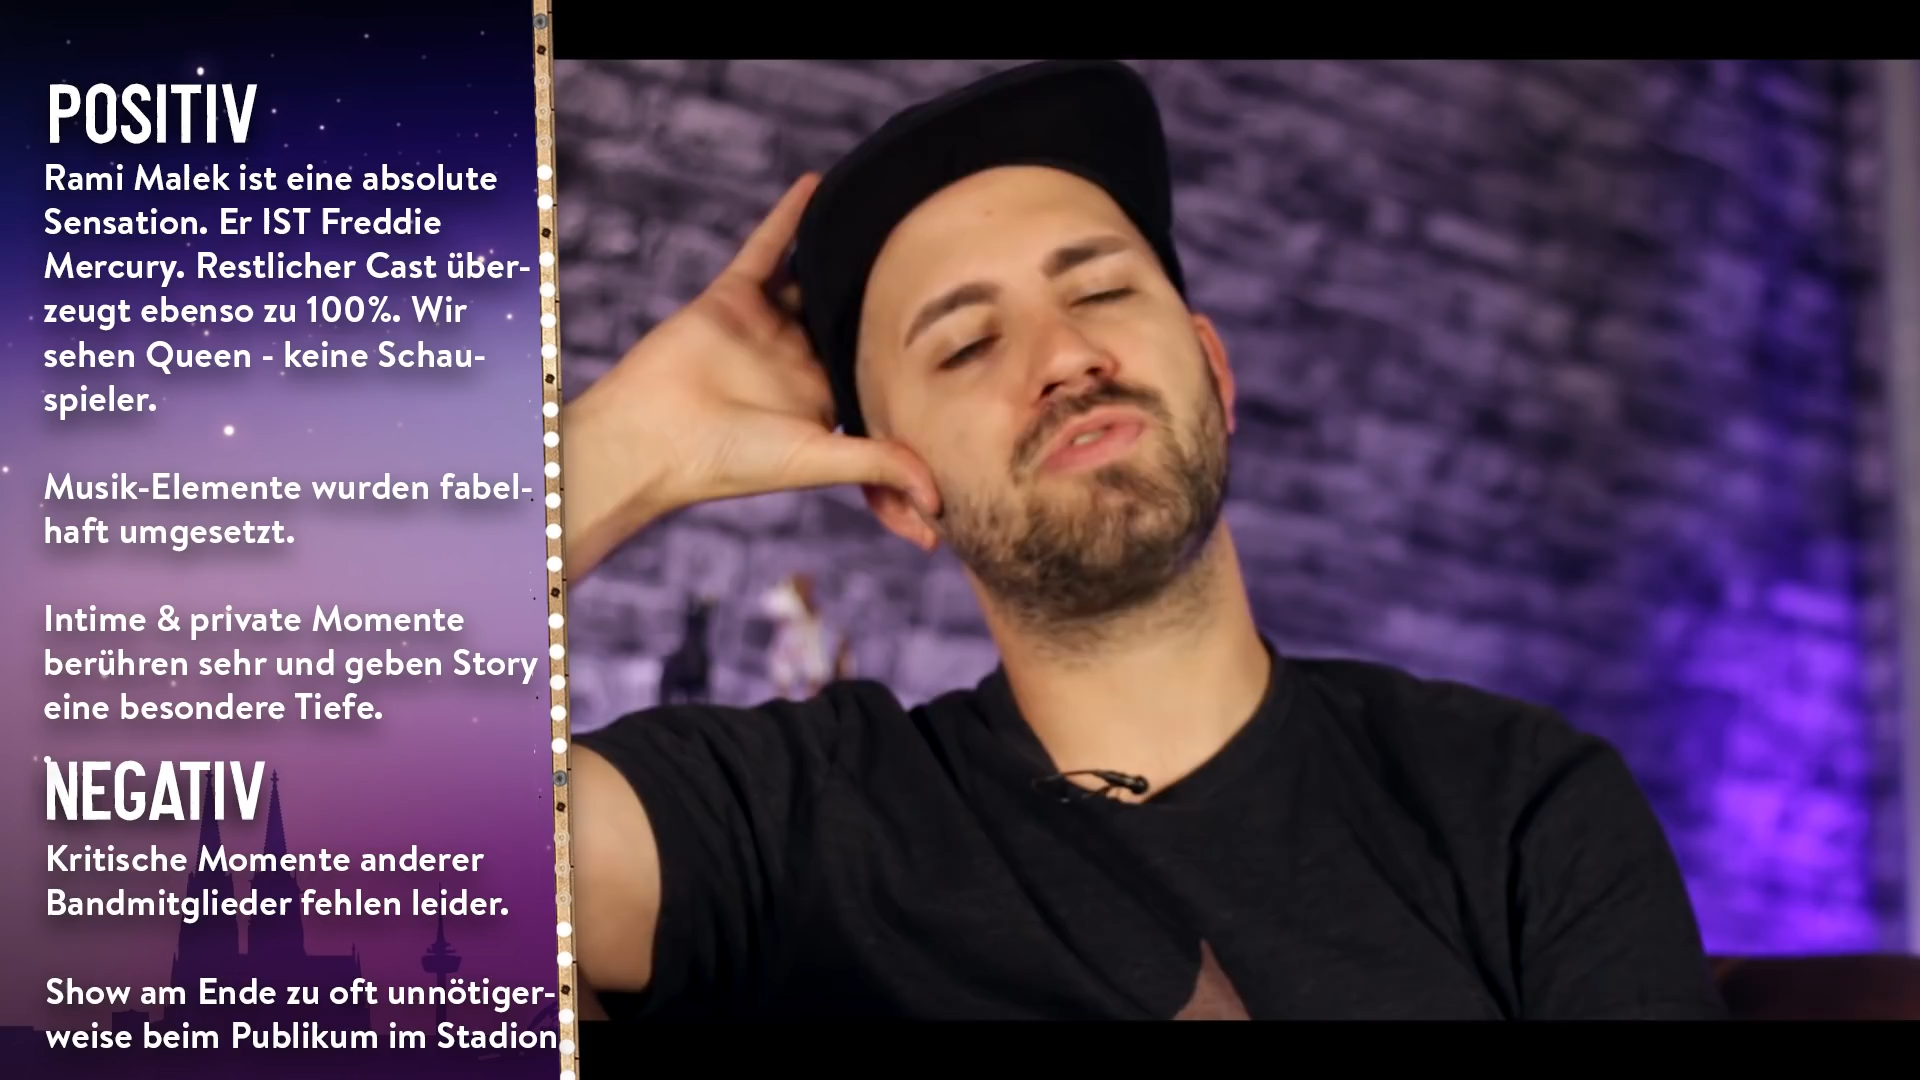 POSITIV
Rami Malek ist eine absolute
Sensation. Er IST Freddie
Mercury. Restlicher Cast über-
zeugt ebenso zu 100%. Wir
sehen Queen - keine Schau-
spieler.
Musik-Elemente wurden fabel-
haft umgesetzt.
Intime & private Momente
berühren sehr und geben Story
eine besondere Tiefe.
NEGATIV
Kritische Momente anderer
Bandmitglieder fehlen leider.
Show am Ende zu oft unnötiger-
weise beim Publikum im Stadion